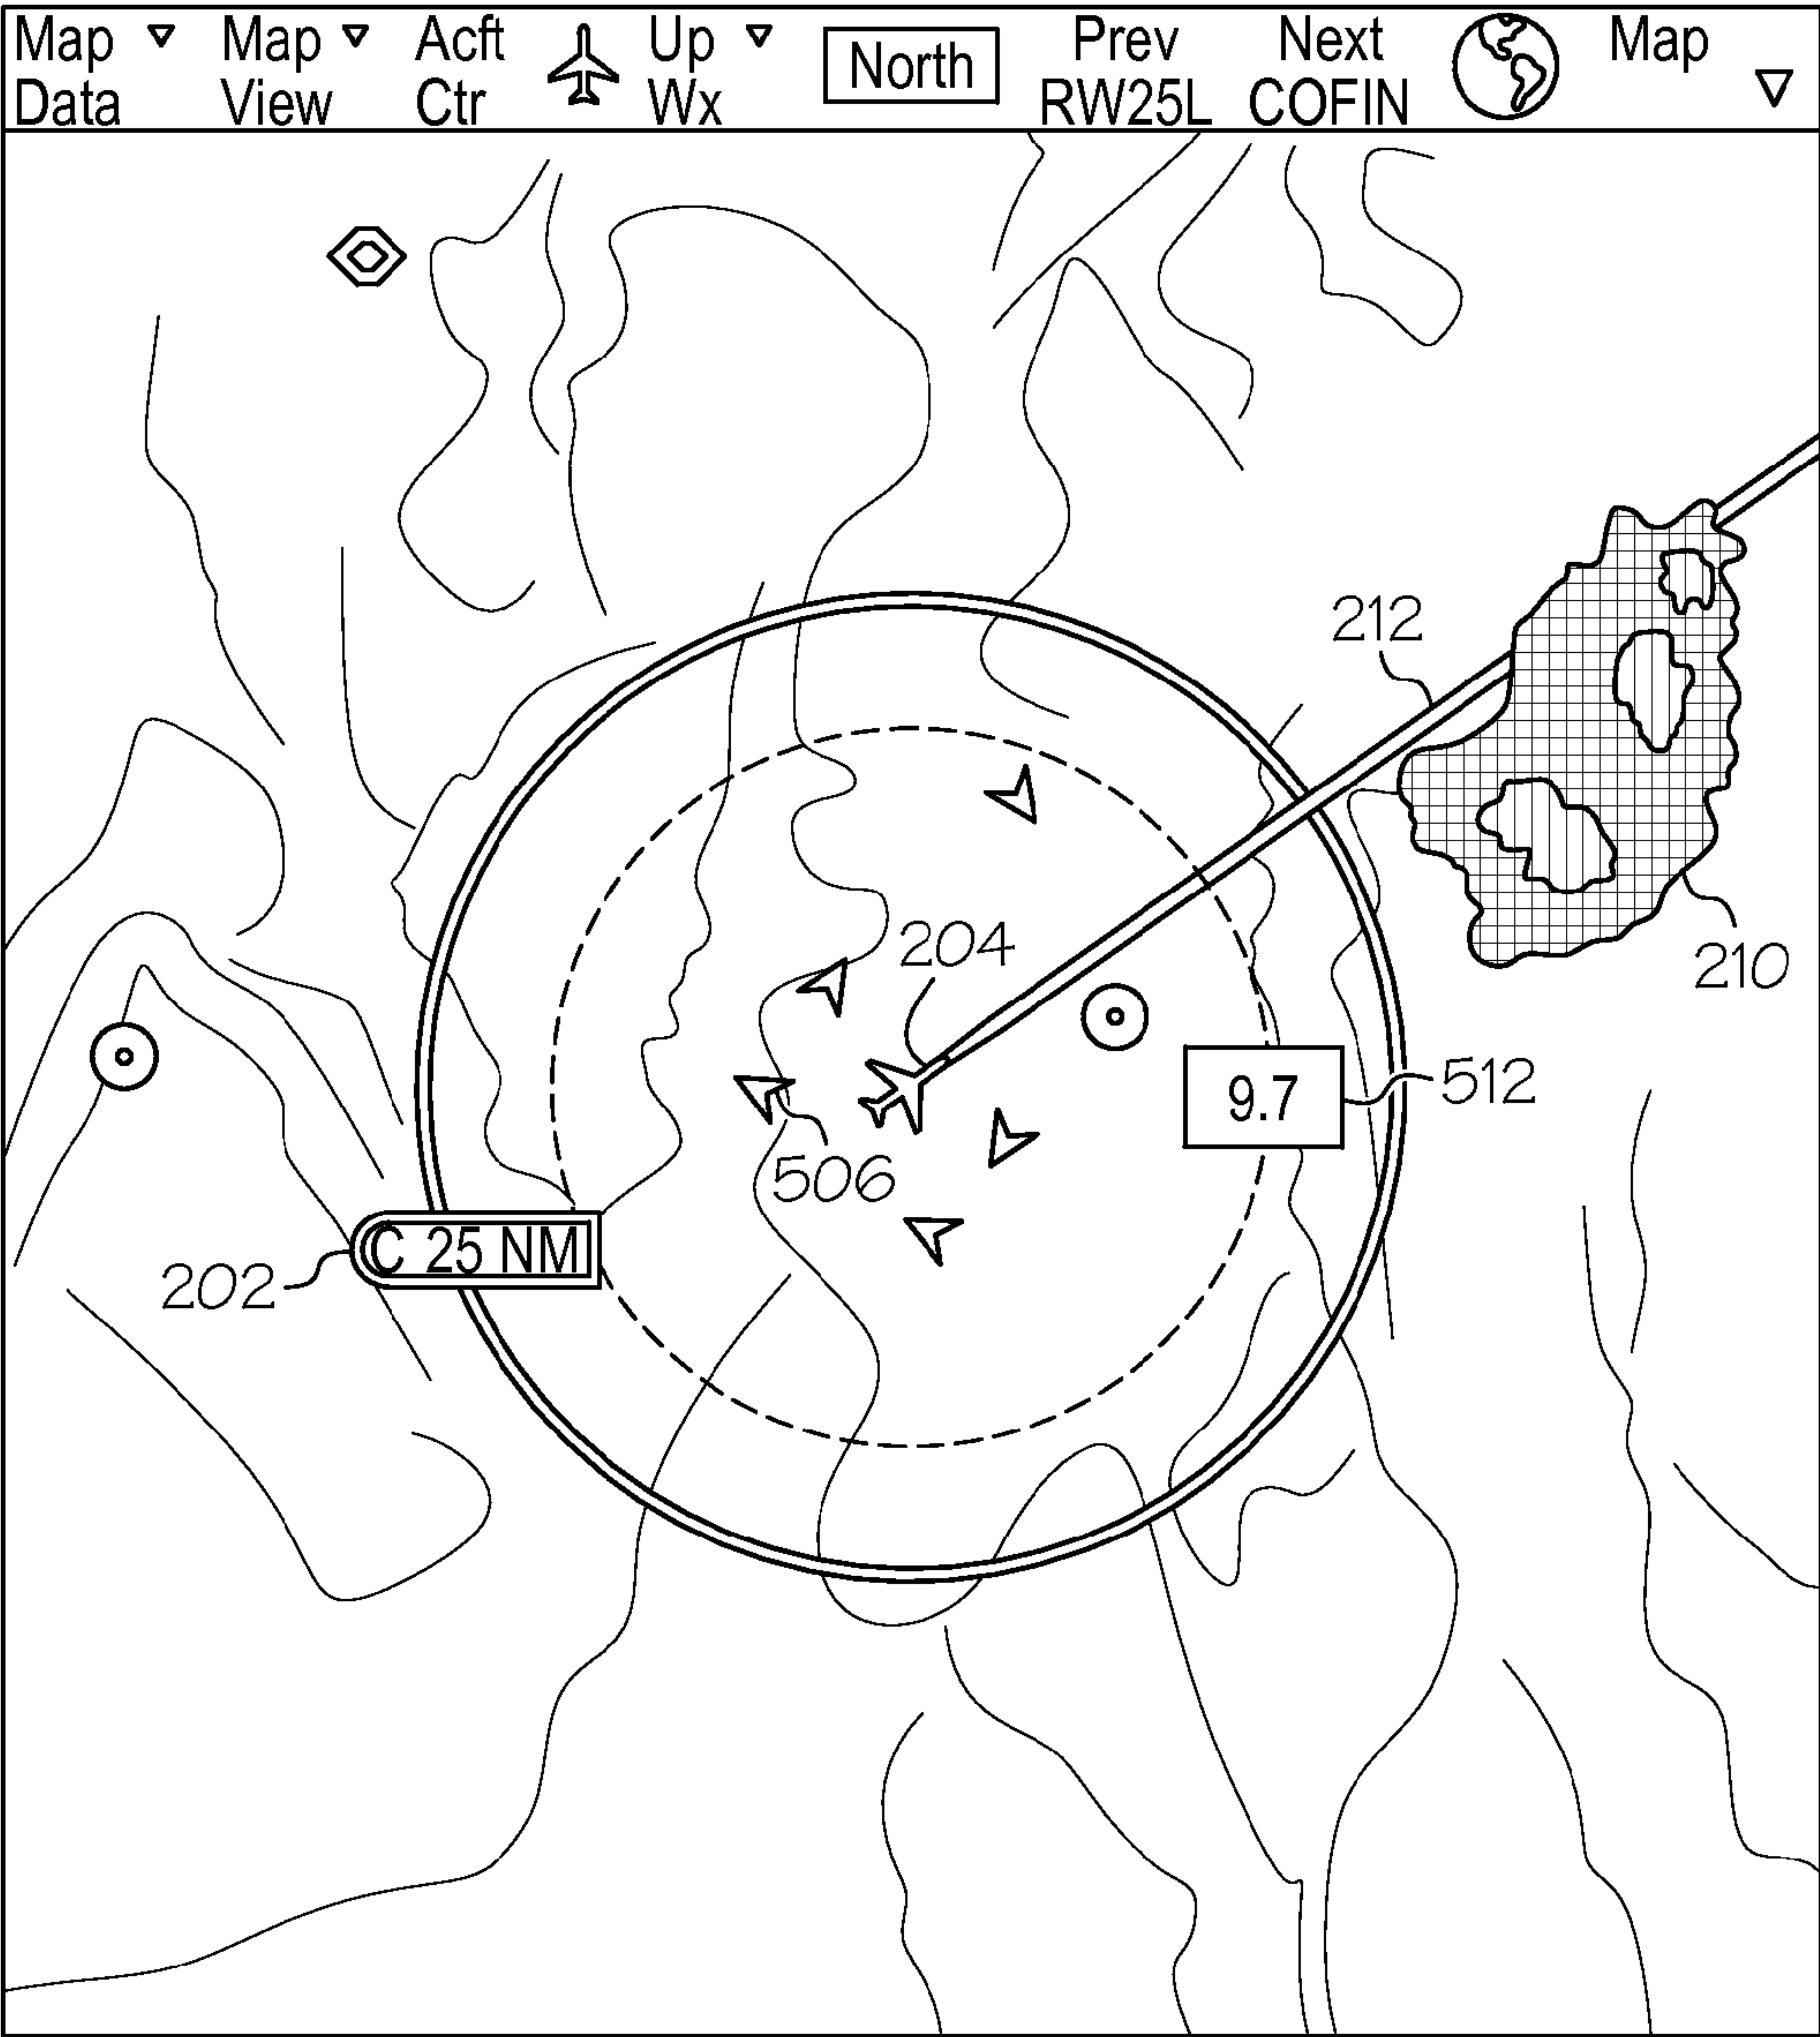 Map Map Acft Up North Prev Next Map
Data View Ctr Wx RW25L COFIN
212
204
210
9.7
512
506
C 25 NM
202